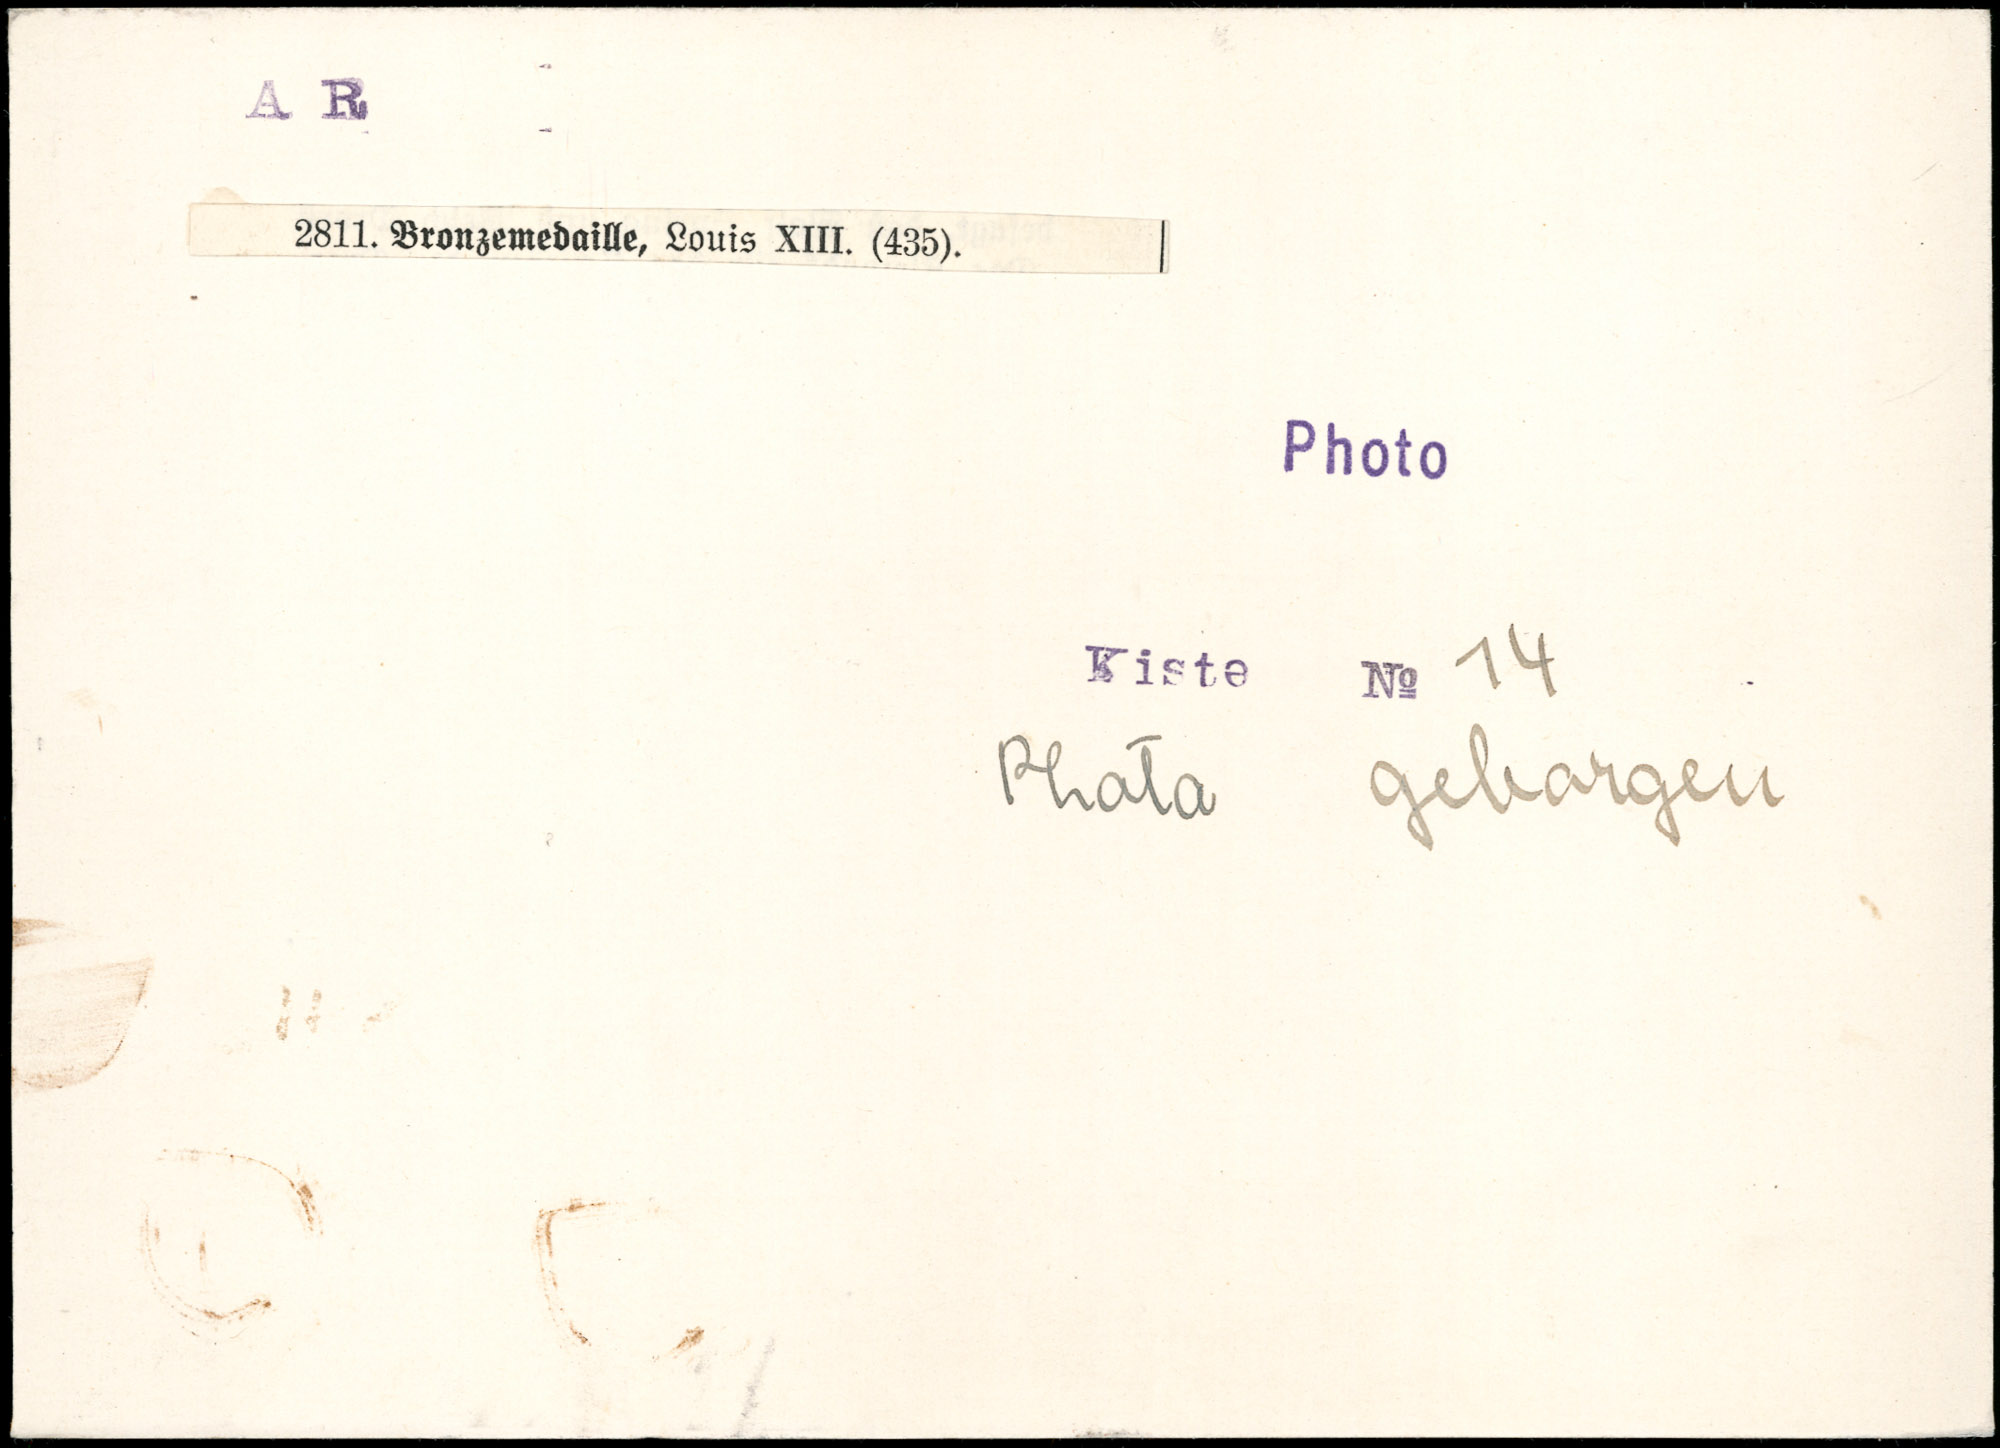 A R
2811. Bronzemedaille, Louis XIII. (435).
Photo
Kiste № 14
Photo geborgen